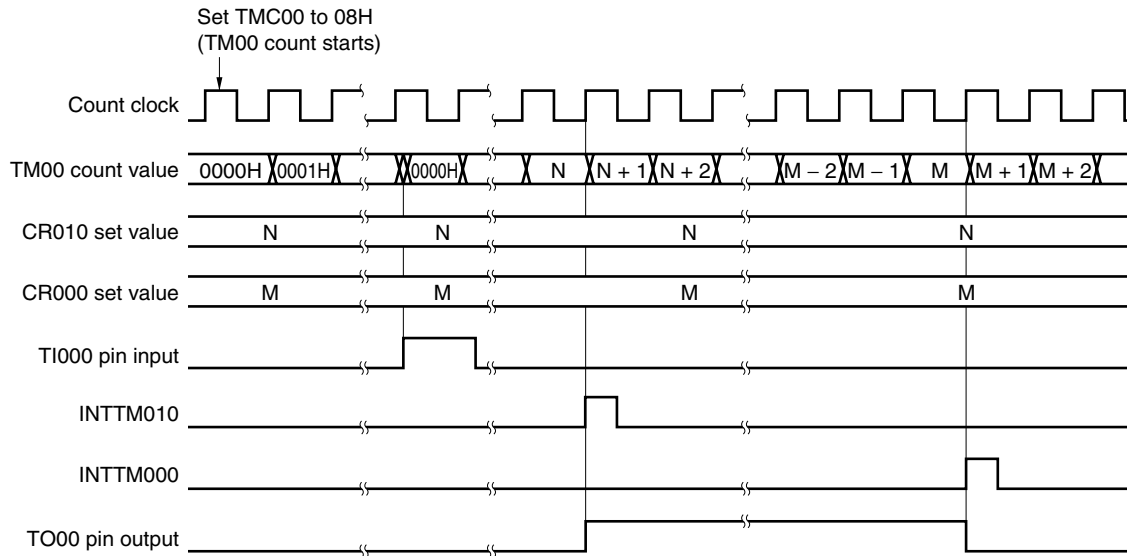 Set TMC00 to 08H
(TM00 count starts)
Count clock
TM00 count value 0000H 0001H 0000H N N + 1 N + 2 M − 2 M − 1 M M + 1 M + 2
CR010 set value N N N N
CR000 set value M M M M
TI000 pin input
INTTM010
INTTM000
TO00 pin output